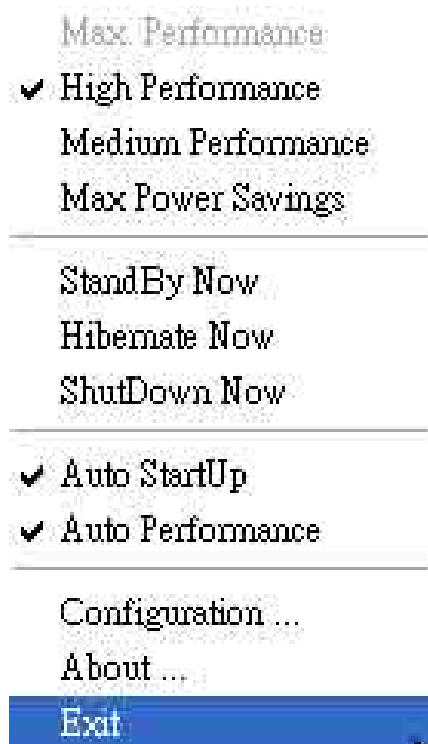 Max. Performance
High Performance
Medium Performance
Max Power Savings
StandBy Now
Hibernate Now
ShutDown Now
Auto StartUp
Auto Performance
Configuration ...
About ...
Exit